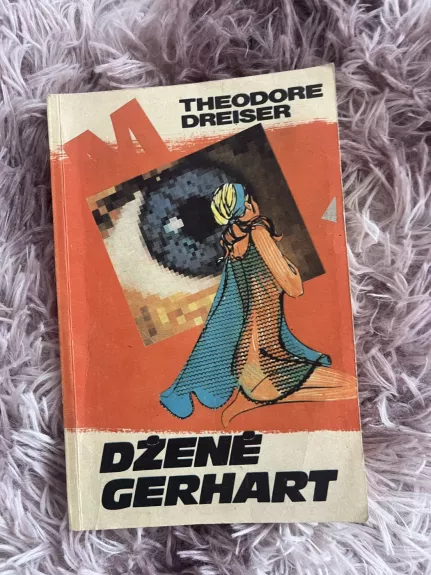 M
THEODORE
DREISER
DŽENĖ
GERHART